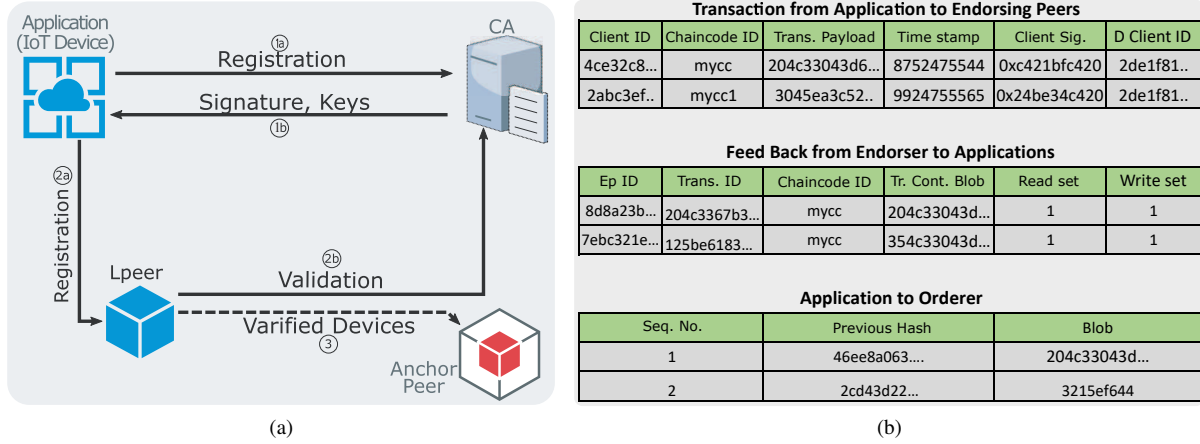 Application
(IoT Device)
CA
1a
Registration
Signature, Keys
1b
2a
Registration
Lpeer
2b
Validation
Varified Devices
3
Anchor
Peer
(a)
Transaction from Application to Endorsing Peers
Client ID Chaincode ID Trans. Payload Time stamp Client Sig. D Client ID
4ce32c8... mycc 204c33043d6... 8752475544 0xc421bfc420 2de1f81..
2abc3ef.. mycc1 3045ea3c52.. 9924755565 0x24be34c420 2de1f81..
Feed Back from Endorser to Applications
Ep ID Trans. ID Chaincode ID Tr. Cont. Blob Read set Write set
8d8a23b... 204c3367b3... mycc 204c33043d... 1 1
7ebc321e... 125be6183... mycc 354c33043d... 1 1
Application to Orderer
Seq. No. Previous Hash Blob
1 46ee8a063.... 204c33043d...
2 2cd43d22... 3215ef644
(b)